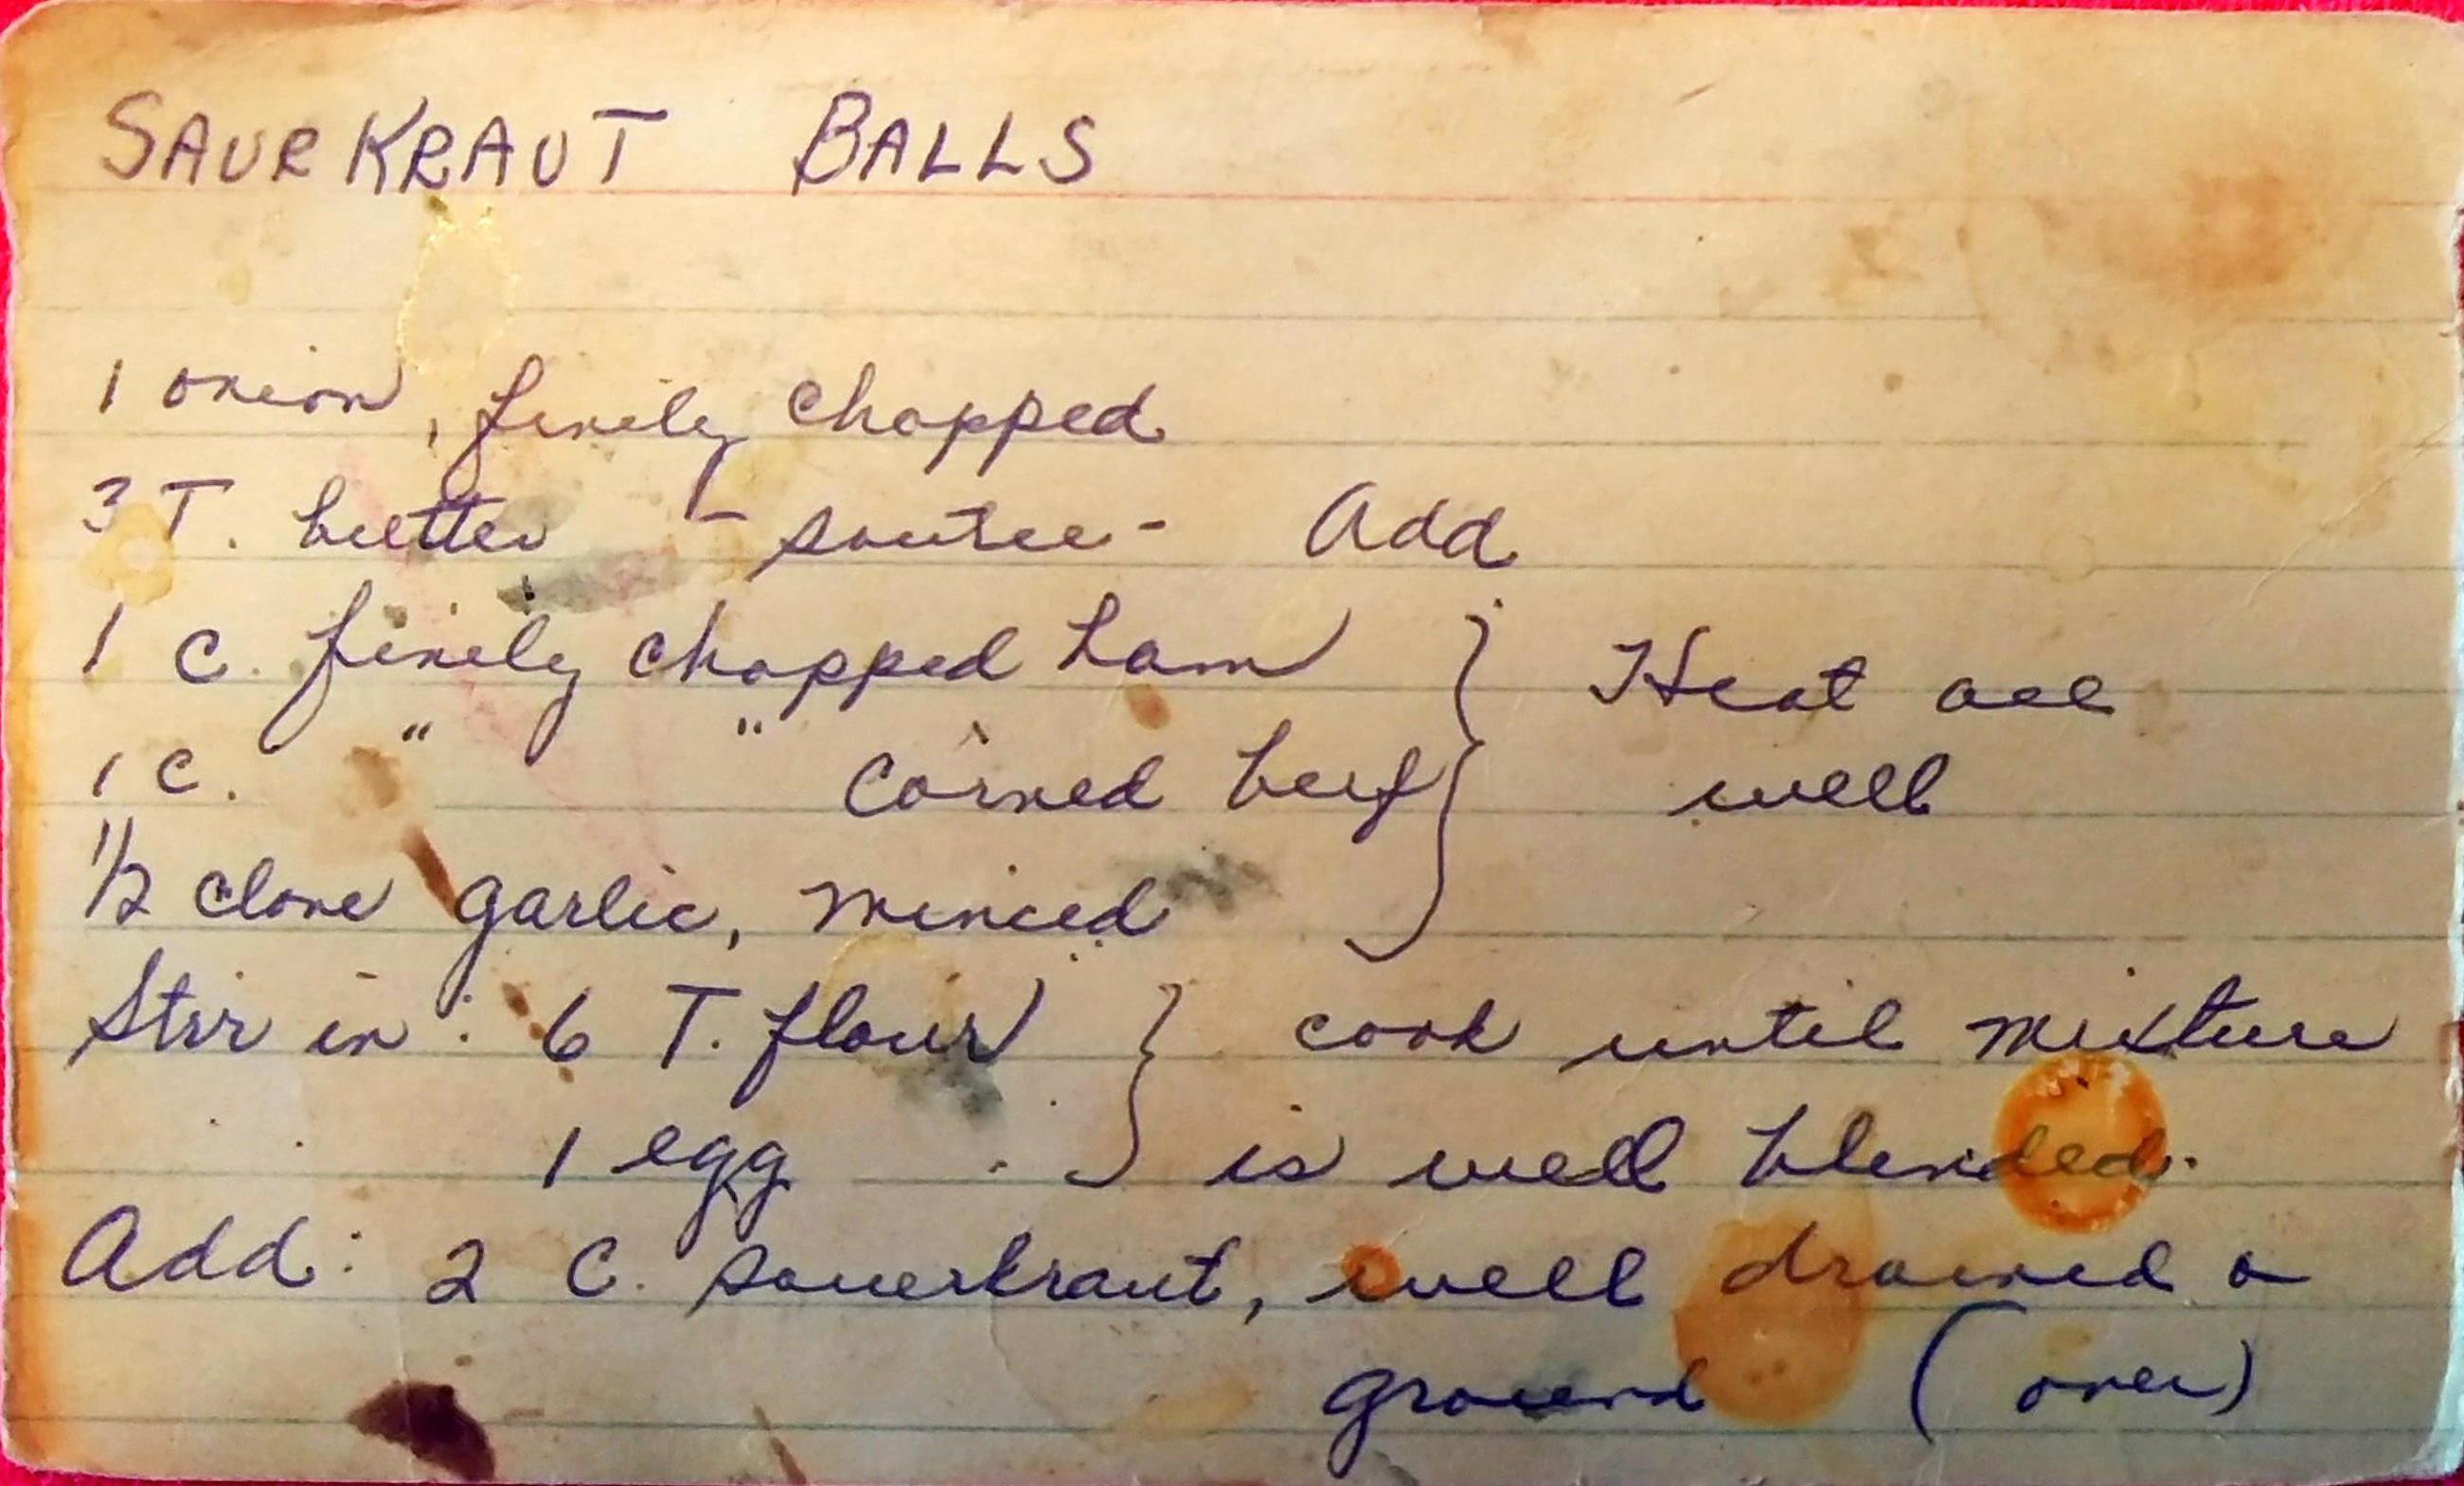 SAURKRAUT BALLS
1 onion, finely chopped
3 T. butter - sautee - Add
1 C. finely chopped ham } Heat all
1 C. " " corned beef } well
1/2 clove garlic, minced }
Stir in: 6 T. flour } cook until mixture
1 egg } is well blended.
Add: 2 C. sauerkraut, well drained &
ground (over)